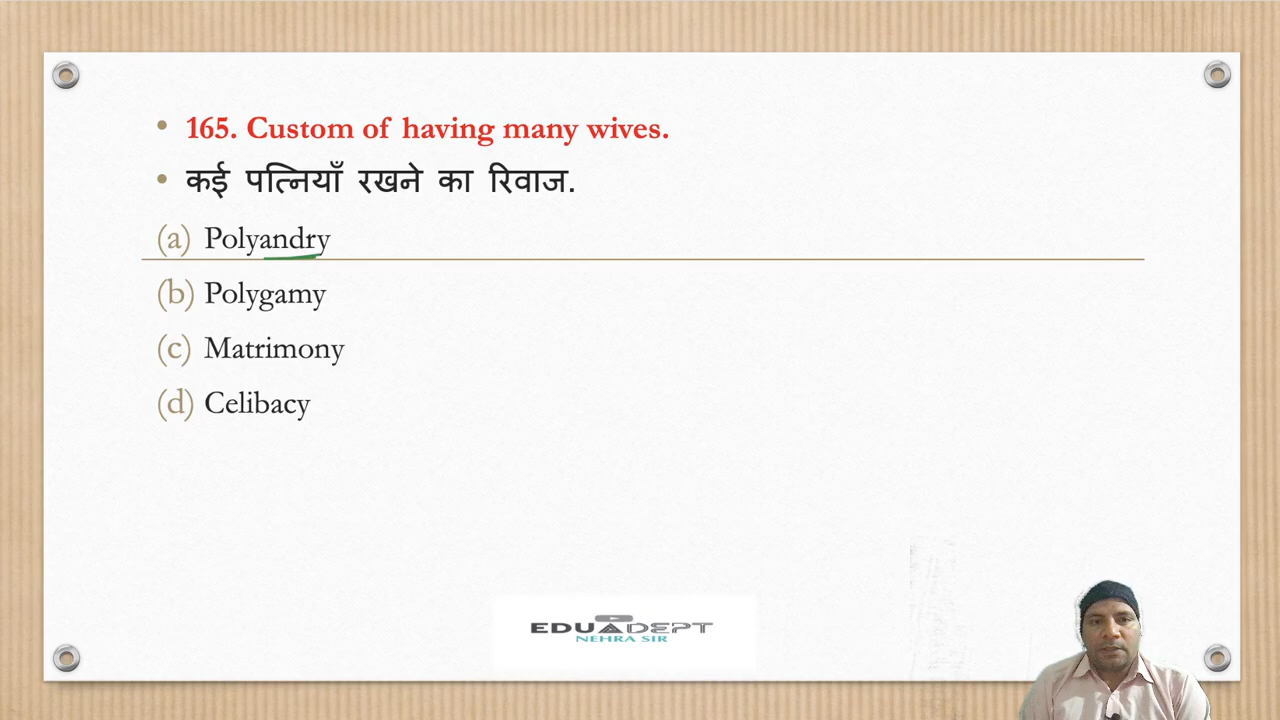 • 165. Custom of having many wives.
• कई पत्नियाँ रखने का रिवाज.
(a) Polyandry
(b) Polygamy
(c) Matrimony
(d) Celibacy
EDUADEPT
NEHRA SIR